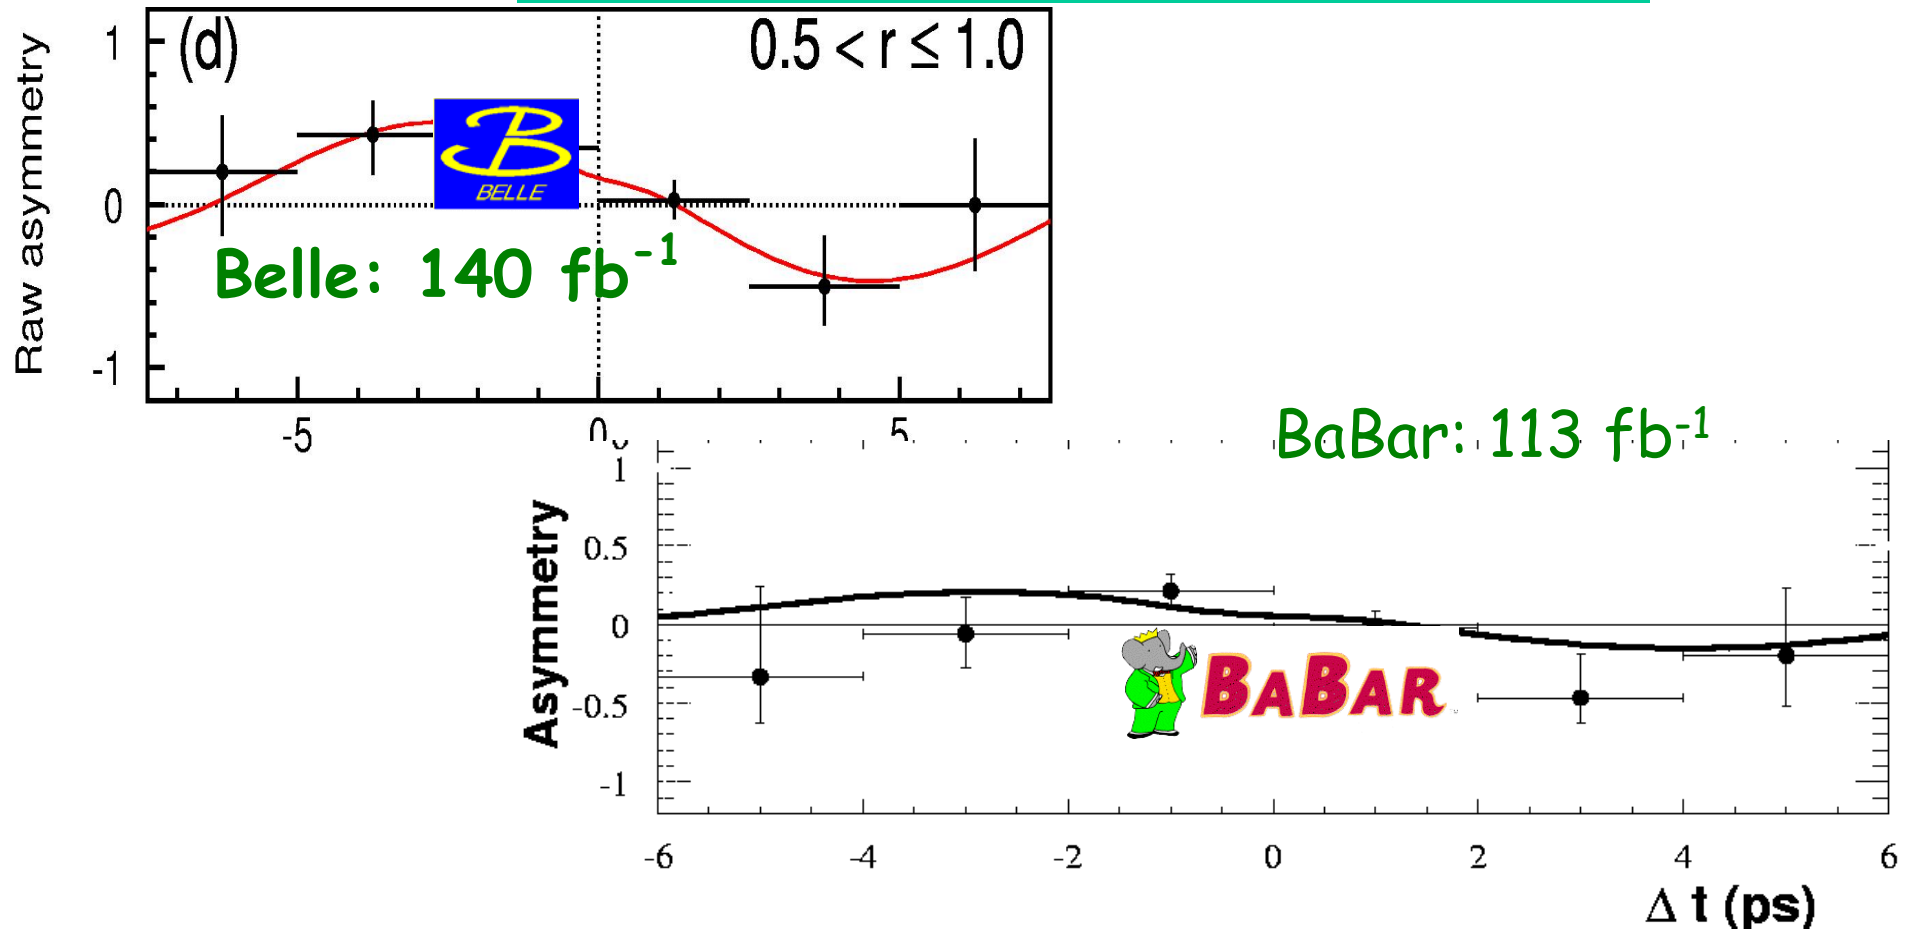 1
(d)
0.5 < r ≤ 1.0
Raw asymmetry
BELLE
0
Belle: 140 fb⁻¹
-1
-5
0
5
BaBar: 113 fb⁻¹
1
Asymmetry
0.5
0
BABAR
-0.5
-1
-6 -4 -2 0 2 4 6
Δ t (ps)